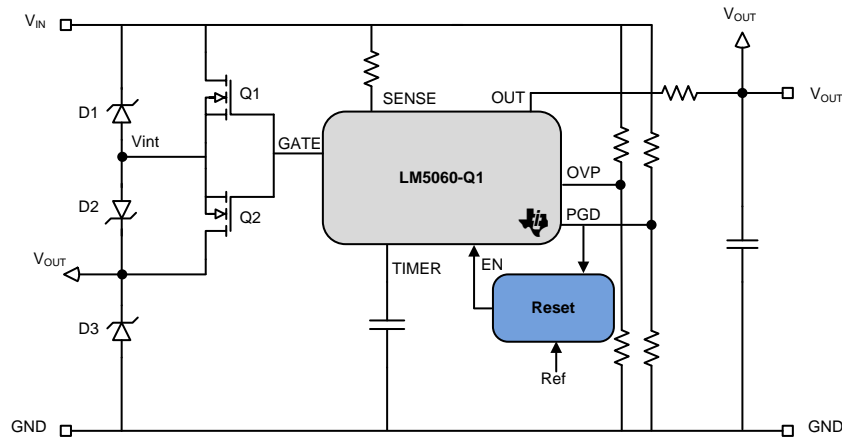 VIN
VOUT
Q1
SENSE
OUT
VOUT
D1
Vint
GATE
LM5060-Q1
OVP
D2
Q2
PGD
VOUT
TIMER
EN
D3
Reset
Ref
GND
GND